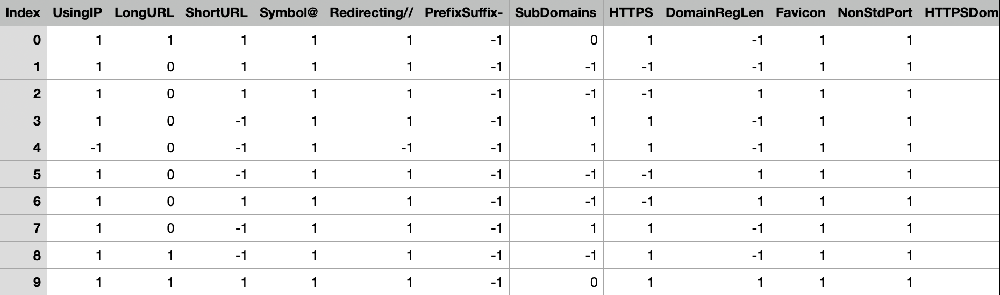 Index UsingIP LongURL ShortURL Symbol@ Redirecting// PrefixSuffix- SubDomains HTTPS DomainRegLen Favicon NonStdPort HTTPSDom
0 1 1 1 1 1 -1 0 1 -1 1 1
1 1 0 1 1 1 -1 -1 -1 -1 1 1
2 1 0 1 1 1 -1 -1 -1 1 1 1
3 1 0 -1 1 1 -1 1 1 -1 1 1
4 -1 0 -1 1 -1 -1 1 1 -1 1 1
5 1 0 -1 1 1 -1 -1 -1 1 1 1
6 1 0 1 1 1 -1 -1 -1 1 1 1
7 1 0 -1 1 1 -1 1 1 -1 1 1
8 1 1 -1 1 1 -1 -1 1 -1 1 1
9 1 1 1 1 1 -1 0 1 1 1 1